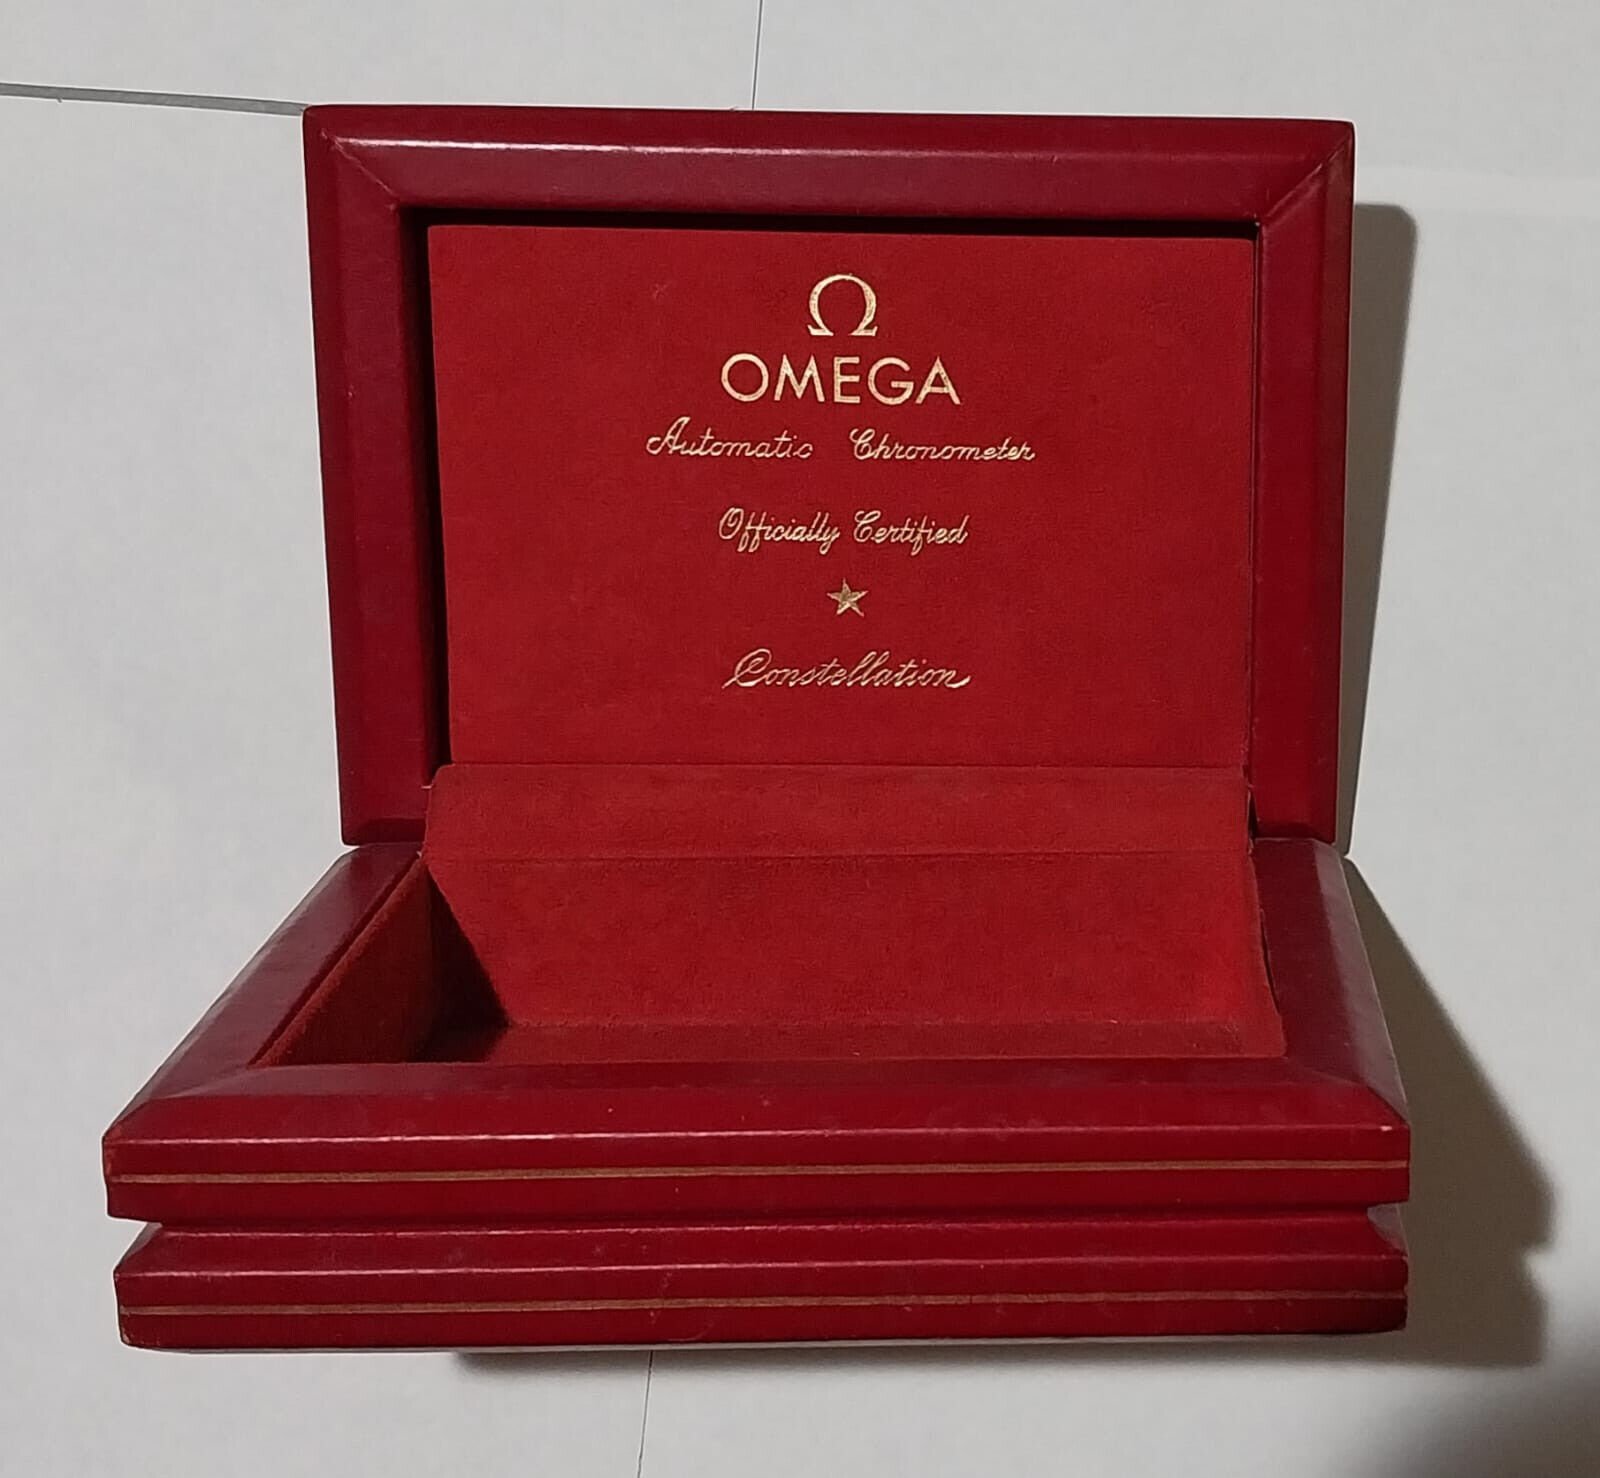 Ω
OMEGA
Automatic Chronometer
Officially Certified
Constellation